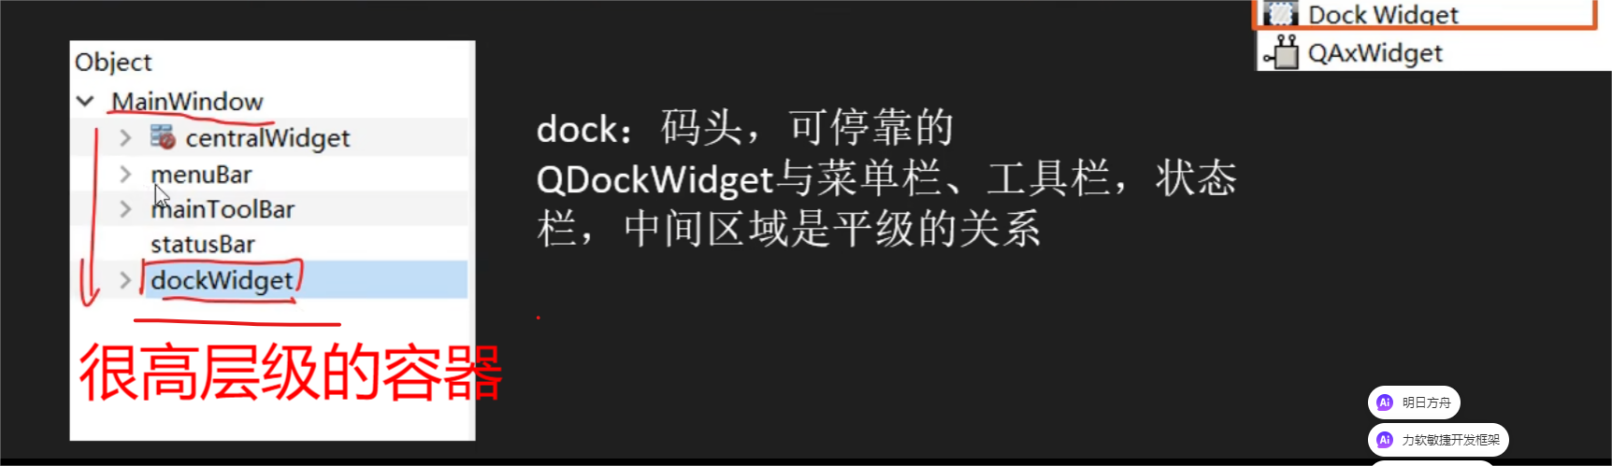 Object
MainWindow
centralWidget
menuBar
mainToolBar
statusBar
dockWidget
很高层级的容器
dock：码头，可停靠的
QDockWidget与菜单栏、工具栏，状态
栏，中间区域是平级的关系
Dock Widget
QAxWidget
Ai 明日方舟
Ai 力软敏捷开发框架